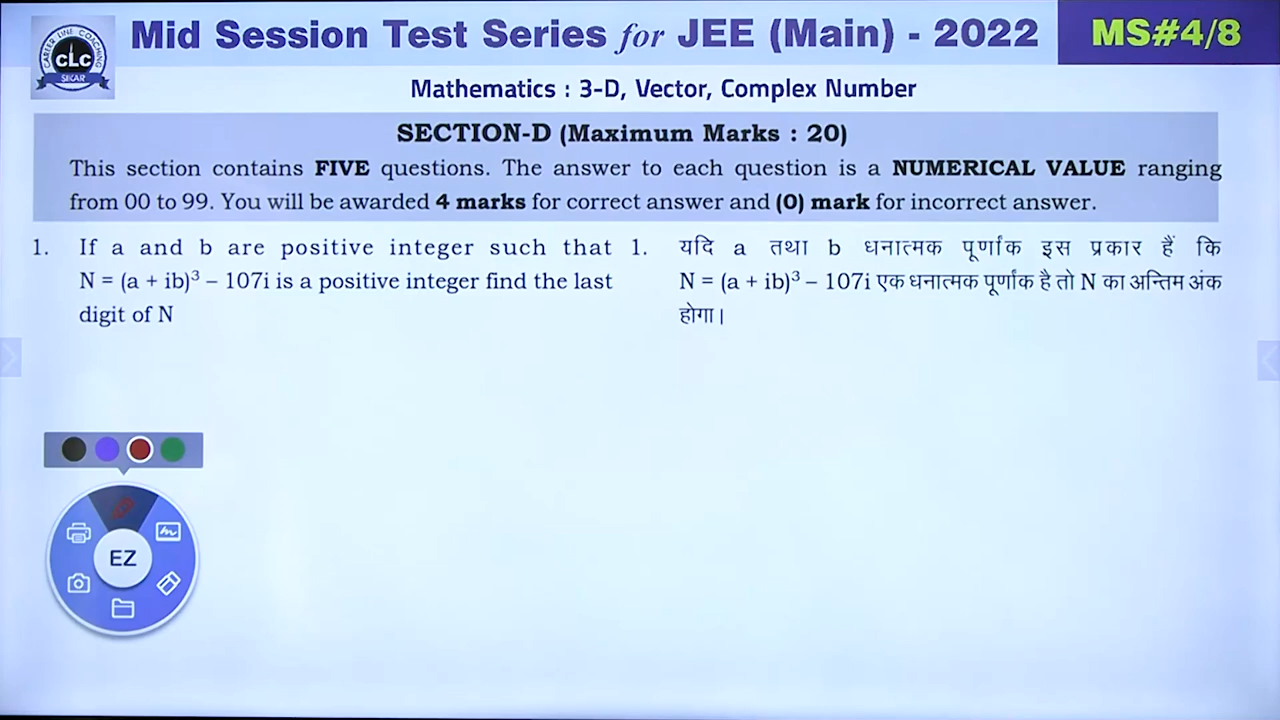 CAREER LINE COACHING
CLC
SIKAR
Mid Session Test Series for JEE (Main) - 2022
MS#4/8
Mathematics : 3-D, Vector, Complex Number
SECTION-D (Maximum Marks : 20)
This section contains FIVE questions. The answer to each question is a NUMERICAL VALUE ranging
from 00 to 99. You will be awarded 4 marks for correct answer and (0) mark for incorrect answer.
1. If a and b are positive integer such that
N = (a + ib)³ – 107i is a positive integer find the last
digit of N
1. यदि a तथा b धनात्मक पूर्णांक इस प्रकार हैं कि
N = (a + ib)³ – 107i एक धनात्मक पूर्णांक है तो N का अन्तिम अंक
होगा।
EZ